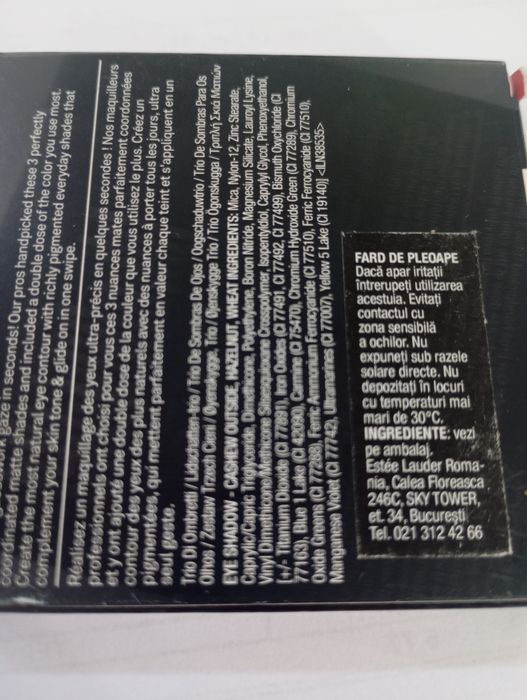 gaze in seconds! Our pros handpicked these 3 perfectly
coordinated matte shades and included a double dose of the color you use most.
Create the most natural eye contour with richly pigmented everyday shades that
complement your skin tone & glide on in one swipe.
Réalisez un maquillage des yeux ultra-précis en quelques secondes ! Nos maquilleurs
professionnels ont choisi pour vous ces 3 nuances mates parfaitement coordonnées
et y ont ajouté une double dose de la couleur que vous utilisez le plus. Créez un
contour des yeux des plus naturels avec des nuances à porter tous les jours, ultra
pigmentées, qui mettent parfaitement en valeur chaque teint et s'appliquent en un
seul geste.
Trio Di Ombretti / Lidschatten-trio / Trio De Sombras De Ojos / Oogschaduwtrio / Trio De Sombras Para Os
Olhos / Zestaw Trzech Cieni / Øyenskygge, Trio / Øjenskygge, Trio / Trio Ögonskugga / Τριπλή Σκιά Ματιών
EYE SHADOW - CASHEW OUTSIDE, HAZELNUT, WHEAT INGREDIENTS: Mica, Nylon-12, Zinc Stearate,
Caprylic/Capric Triglyceride, Dimethicone, Polyethylene, Boron Nitride, Magnesium Silicate, Lauroyl Lysine,
Vinyl Dimethicone/Methicone Silsesquioxane Crosspolymer, Isopentyldiol, Caprylyl Glycol, Phenoxyethanol,
[+/- Titanium Dioxide (CI 77891), Iron Oxides (CI 77491, CI 77492, CI 77499), Bismuth Oxychloride (CI
77163), Blue 1 Lake (CI 42090), Carmine (CI 75470), Chromium Hydroxide Green (CI 77289), Chromium
Oxide Greens (CI 77288), Ferric Ammonium Ferrocyanide (CI 77510), Ferric Ferrocyanide (CI 77510),
Manganese Violet (CI 77742), Ultramarines (CI 77007), Yellow 5 Lake (CI 19140)] <ILN38535>
FARD DE PLEOAPE
Dacă apar iritații
întrerupeți utilizarea
acestuia. Evitați
contactul cu
zona sensibilă
a ochilor. Nu
expuneți sub razele
solare directe. Nu
depozitați în locuri
cu temperaturi mai
mari de 30°C.
INGREDIENTE: vezi
pe ambalaj.
Estée Lauder Roma-
nia, Calea Floreasca
246C, SKY TOWER,
et. 34, București
Tel. 021 312 42 66